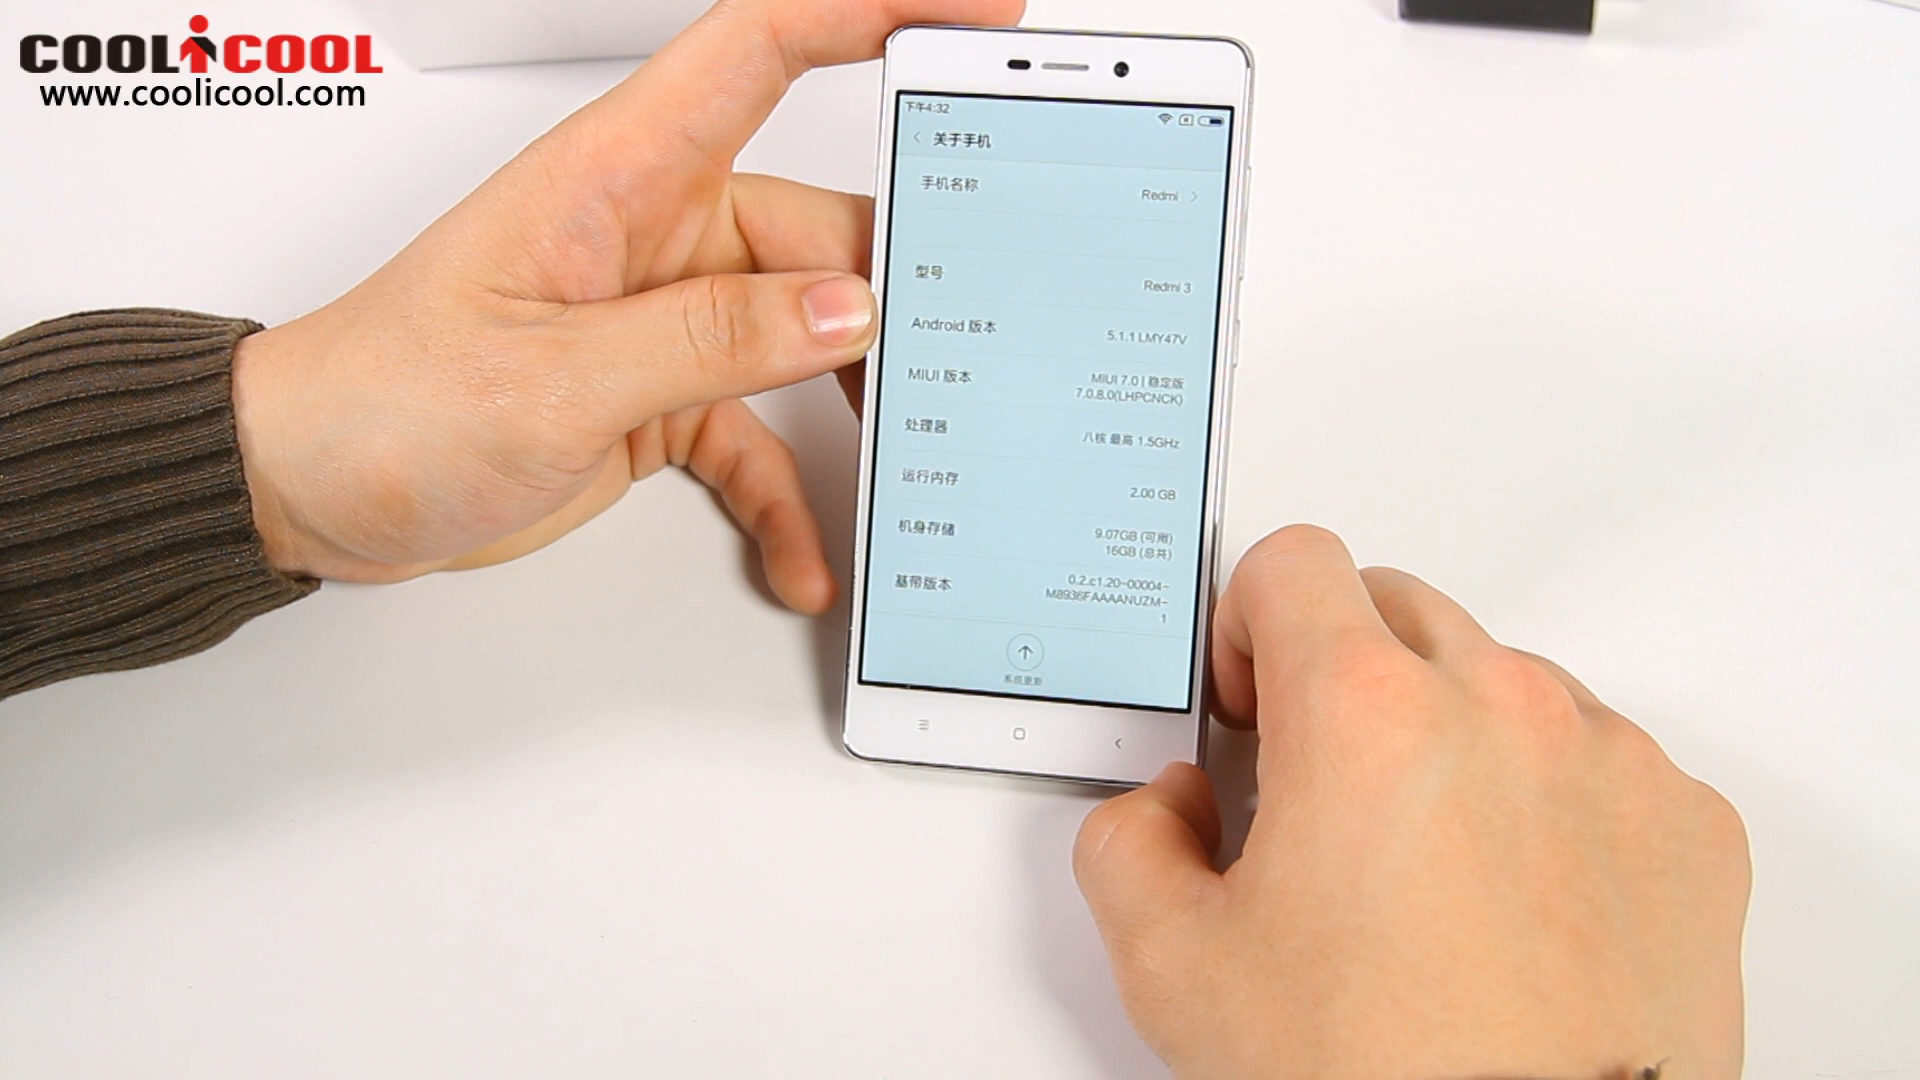 COOLICOOL
www.coolicool.com
下午4:32
关于手机
手机名称 Redmi
型号 Redmi 3
Android 版本 5.1.1 LMY47V
MIUI 版本 MIUI 7.0 | 稳定版
7.0.8.0(LHPCNCK)
处理器 八核 最高 1.5GHz
运行内存 2.00 GB
机身存储 9.07GB (可用)
16GB (总共)
基带版本 0.2.c1.20-00004-
M8936FAAAANUZM-
1
系统更新